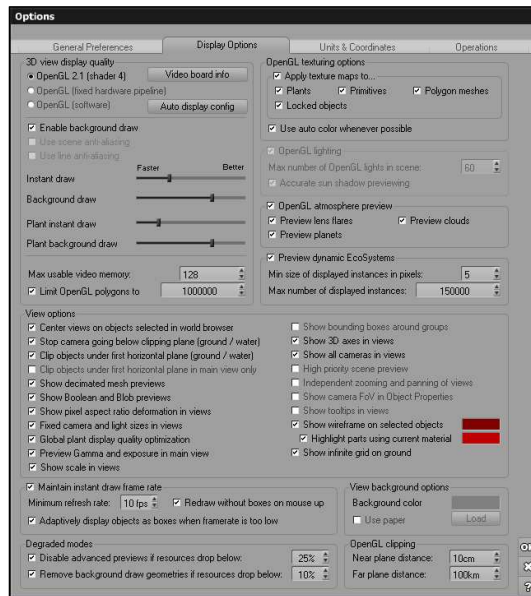 Options
General Preferences
Display Options
Units & Coordinates
Operations
3D view display quality
OpenGL 2.1 (shader 4)
Video board info
OpenGL (fixed hardware pipeline)
OpenGL (software)
Auto display config
Enable background draw
Use scene anti-aliasing
Use line anti-aliasing
Faster
Better
Instant draw
Background draw
Plant instant draw
Plant background draw
Max usable video memory:
128
Limit OpenGL polygons to
1000000
OpenGL texturing options
Apply texture maps to...
Plants
Primitives
Polygon meshes
Locked objects
Use auto color whenever possible
OpenGL lighting
Max number of OpenGL lights in scene:
60
Accurate sun shadow previewing
OpenGL atmosphere preview
Preview lens flares
Preview clouds
Preview planets
Preview dynamic EcoSystems
Min size of displayed instances in pixels:
5
Max number of displayed instances:
150000
View options
Center views on objects selected in world browser
Stop camera going below clipping plane (ground / water)
Clip objects under first horizontal plane (ground / water)
Clip objects under first horizontal plane in main view only
Show decimated mesh previews
Show Boolean and Blob previews
Show pixel aspect ratio deformation in views
Fixed camera and light sizes in views
Global plant display quality optimization
Preview Gamma and exposure in main view
Show scale in views
Show bounding boxes around groups
Show 3D axes in views
Show all cameras in views
High priority scene preview
Independent zooming and panning of views
Show camera FoV in Object Properties
Show tooltips in views
Show wireframe on selected objects
Highlight parts using current material
Show infinite grid on ground
Maintain instant draw frame rate
Minimum refresh rate:
10 fps
Redraw without boxes on mouse up
Adaptively display objects as boxes when framerate is too low
View background options
Background color
Use paper
Load
Degraded modes
Disable advanced previews if resources drop below:
25%
Remove background draw geometries if resources drop below:
10%
OpenGL clipping
Near plane distance:
10cm
Far plane distance:
100km
?